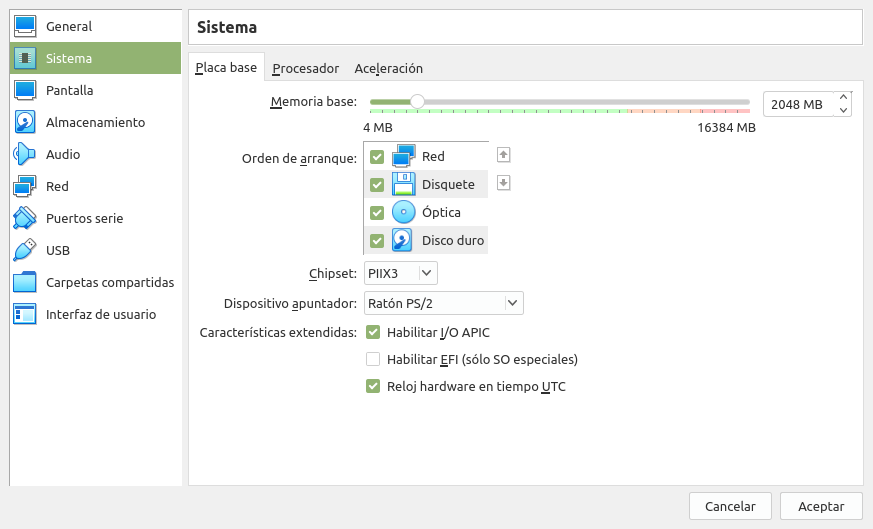 General
Sistema
Pantalla
Almacenamiento
Audio
Red
Puertos serie
USB
Carpetas compartidas
Interfaz de usuario
Sistema
Placa base
Procesador
Aceleración
Memoria base:
2048 MB
4 MB
16384 MB
Orden de arranque:
Red
Disquete
Óptica
Disco duro
Chipset:
PIIX3
Dispositivo apuntador:
Ratón PS/2
Características extendidas:
Habilitar I/O APIC
Habilitar EFI (sólo SO especiales)
Reloj hardware en tiempo UTC
Cancelar
Aceptar